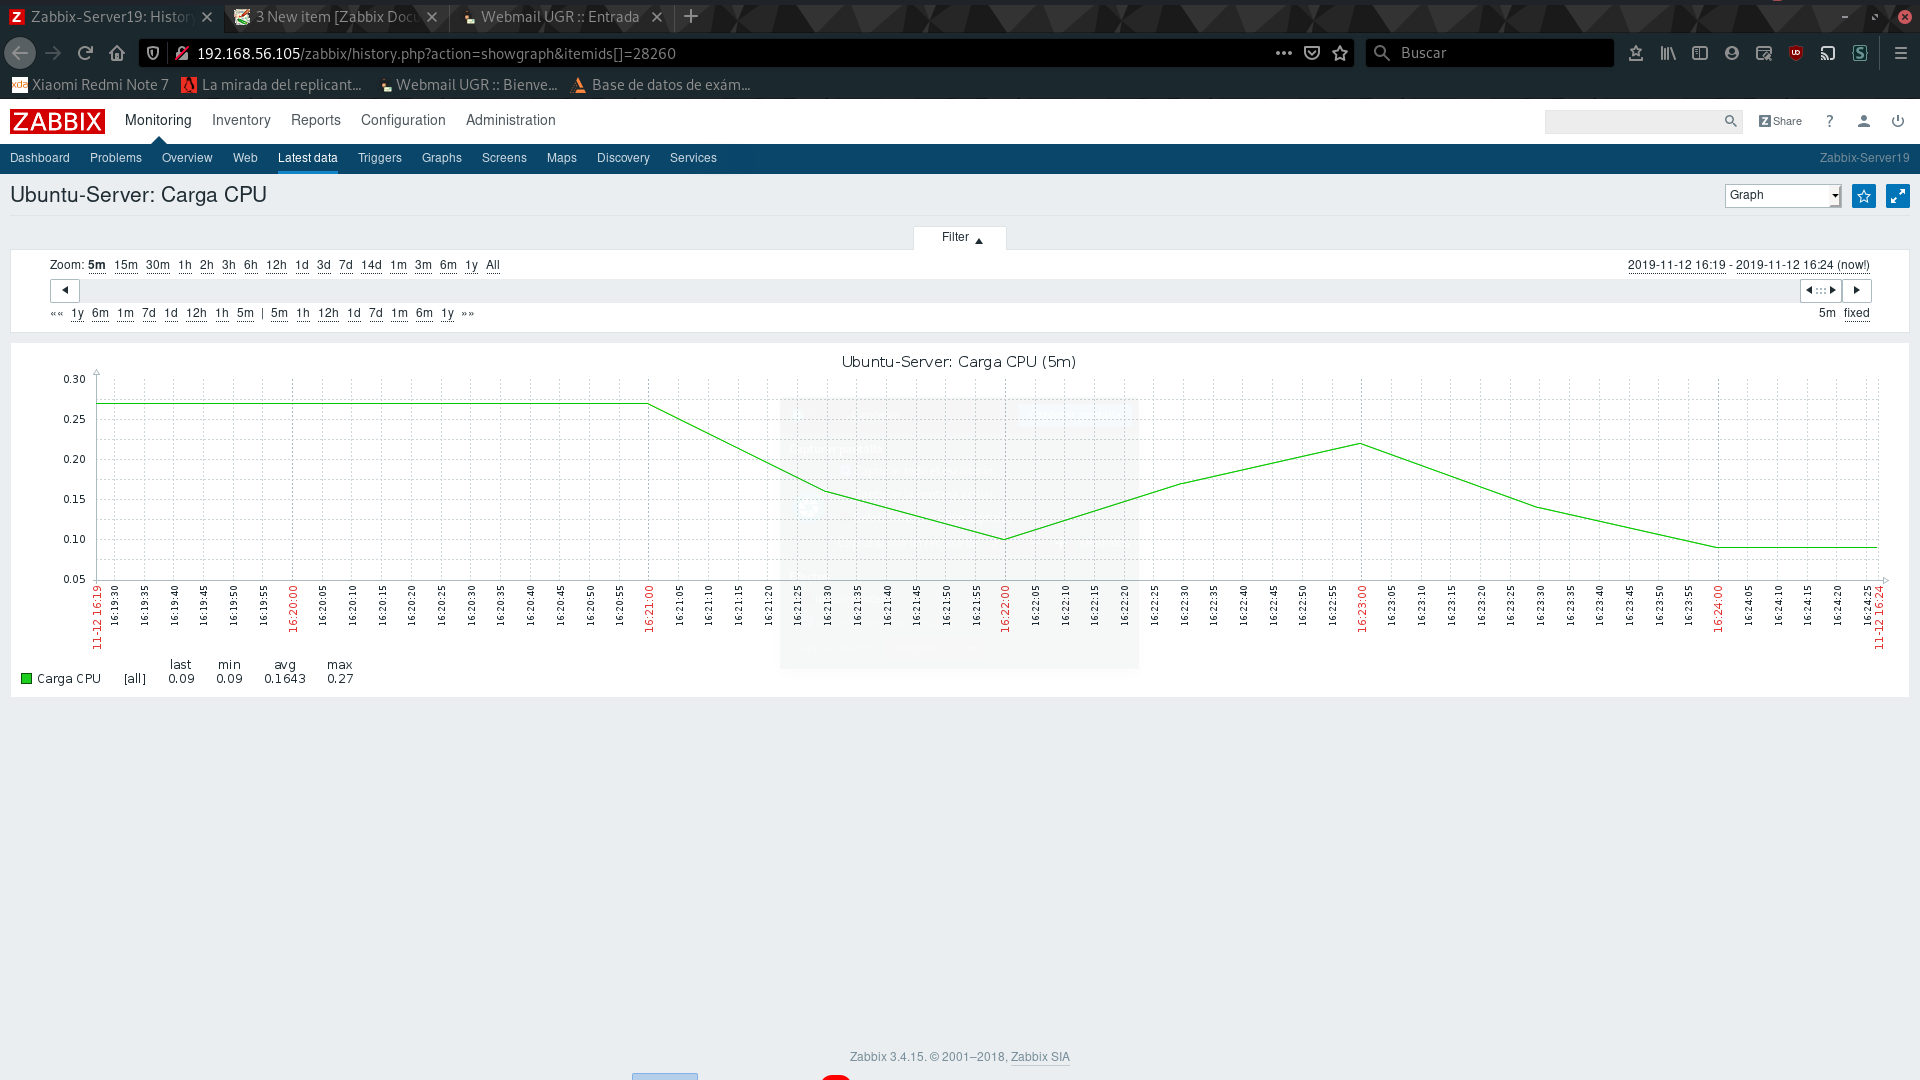 Zabbix-Server19: History
3 New item [Zabbix Docu
Webmail UGR :: Entrada
192.168.56.105/zabbix/history.php?action=showgraph&itemids[]=28260
Buscar
Xiaomi Redmi Note 7
La mirada del replicant...
Webmail UGR :: Bienve...
Base de datos de exám...
ZABBIX
Monitoring Inventory Reports Configuration Administration
Z Share
?
Dashboard Problems Overview Web Latest data Triggers Graphs Screens Maps Discovery Services
Zabbix-Server19
Ubuntu-Server: Carga CPU
Graph
Filter
Zoom: 5m 15m 30m 1h 2h 3h 6h 12h 1d 3d 7d 14d 1m 3m 6m 1y All
2019-11-12 16:19 - 2019-11-12 16:24 (now!)
«« 1y 6m 1m 7d 1d 12h 1h 5m | 5m 1h 12h 1d 7d 1m 6m 1y »»
5m fixed
Ubuntu-Server: Carga CPU (5m)
0.30
0.25
0.20
0.15
0.10
0.05
11-12 16:19 16:19:30 16:19:35 16:19:40 16:19:45 16:19:50 16:19:55 16:20:00 16:20:05 16:20:10 16:20:15 16:20:20 16:20:25 16:20:30 16:20:35 16:20:40 16:20:45 16:20:50 16:20:55 16:21:00 16:21:05 16:21:10 16:21:15 16:21:20 16:21:25 16:21:30 16:21:35 16:21:40 16:21:45 16:21:50 16:21:55 16:22:00 16:22:05 16:22:10 16:22:15 16:22:20 16:22:25 16:22:30 16:22:35 16:22:40 16:22:45 16:22:50 16:22:55 16:23:00 16:23:05 16:23:10 16:23:15 16:23:20 16:23:25 16:23:30 16:23:35 16:23:40 16:23:45 16:23:50 16:23:55 16:24:00 16:24:05 16:24:10 16:24:15 16:24:20 16:24:25 11-12 16:24
last min avg max
Carga CPU [all] 0.09 0.09 0.1643 0.27
Zabbix 3.4.15. © 2001–2018, Zabbix SIA